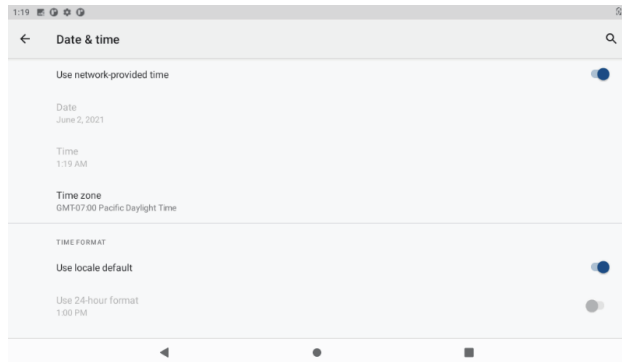 1:19
Date & time
Use network-provided time
Date
June 2, 2021
Time
1:19 AM
Time zone
GMT-07:00 Pacific Daylight Time
TIME FORMAT
Use locale default
Use 24-hour format
1:00 PM